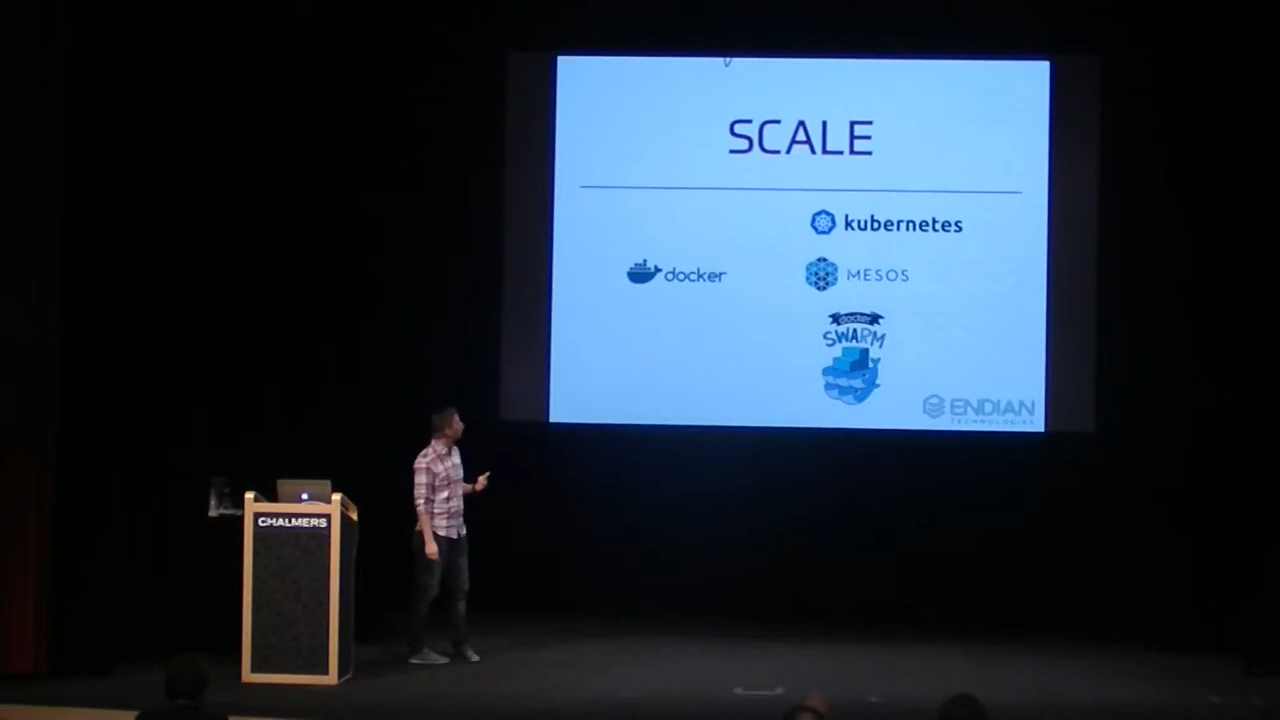 SCALE
kubernetes
docker
MESOS
docker
SWARM
ENDIAN
TECHNOLOGIES
CHALMERS